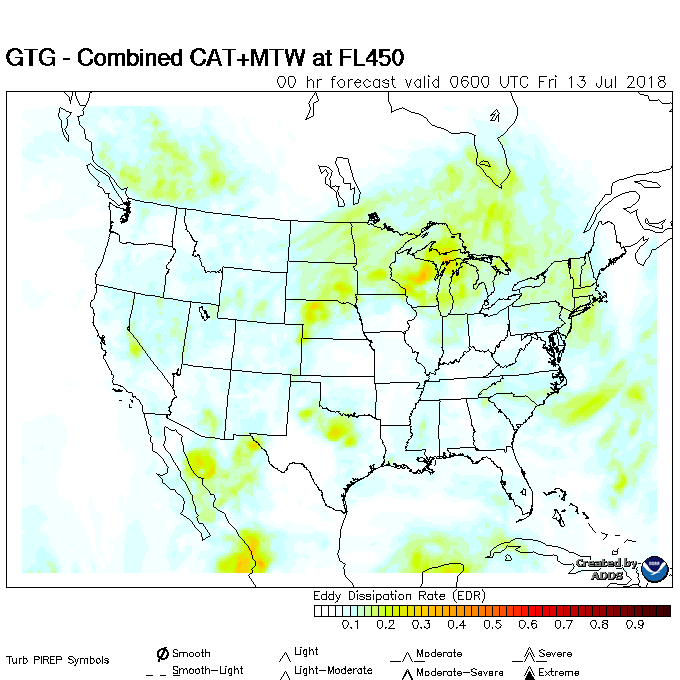 GTG - Combined CAT+MTW at FL450
00 hr forecast valid 0600 UTC Fri 13 Jul 2018
Created by
ADDS
Eddy Dissipation Rate (EDR)
0.1 0.2 0.3 0.4 0.5 0.6 0.7 0.8 0.9
Turb PIREP Symbols
Smooth Light Moderate Severe
Smooth-Light Light-Moderate Moderate-Severe Extreme